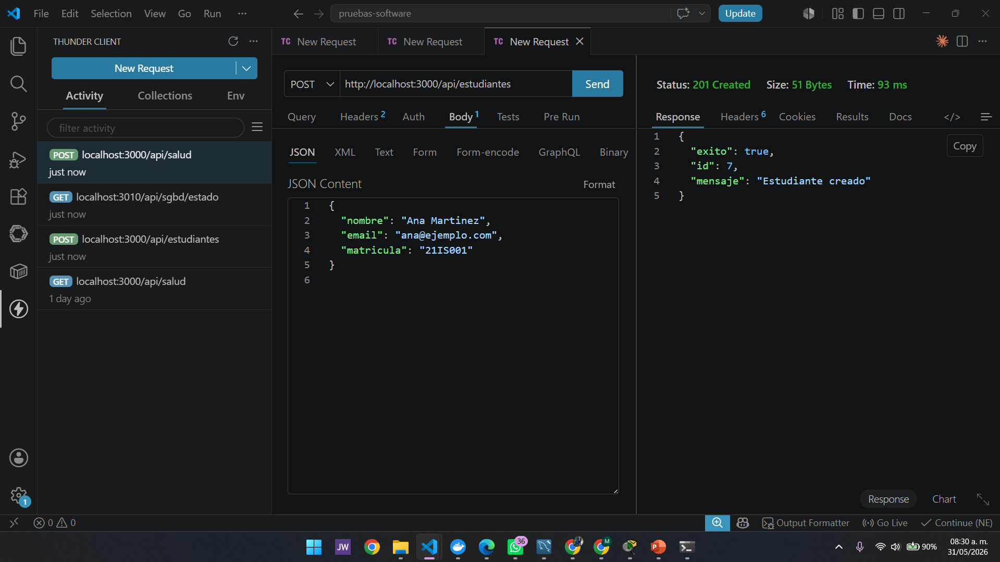 File Edit Selection View Go Run ···
pruebas-software
Update
THUNDER CLIENT
New Request
Activity Collections Env
filter activity
POST localhost:3000/api/salud
just now
GET localhost:3010/api/sgbd/estado
just now
POST localhost:3000/api/estudiantes
just now
GET localhost:3000/api/salud
1 day ago
TC New Request
TC New Request
TC New Request
POST http://localhost:3000/api/estudiantes Send
Query Headers 2 Auth Body 1 Tests Pre Run
JSON XML Text Form Form-encode GraphQL Binary
JSON Content Format
1 {
2 "nombre": "Ana Martinez",
3 "email": "ana@ejemplo.com",
4 "matricula": "21IS001"
5 }
6
Status: 201 Created Size: 51 Bytes Time: 93 ms
Response Headers 6 Cookies Results Docs </>
Copy
1 {
2 "exito": true,
3 "id": 7,
4 "mensaje": "Estudiante creado"
5 }
Response Chart
1
0 0
Output Formatter Go Live Continue (NE)
JW
36
M
P
90%
08:30 a. m.
31/05/2026